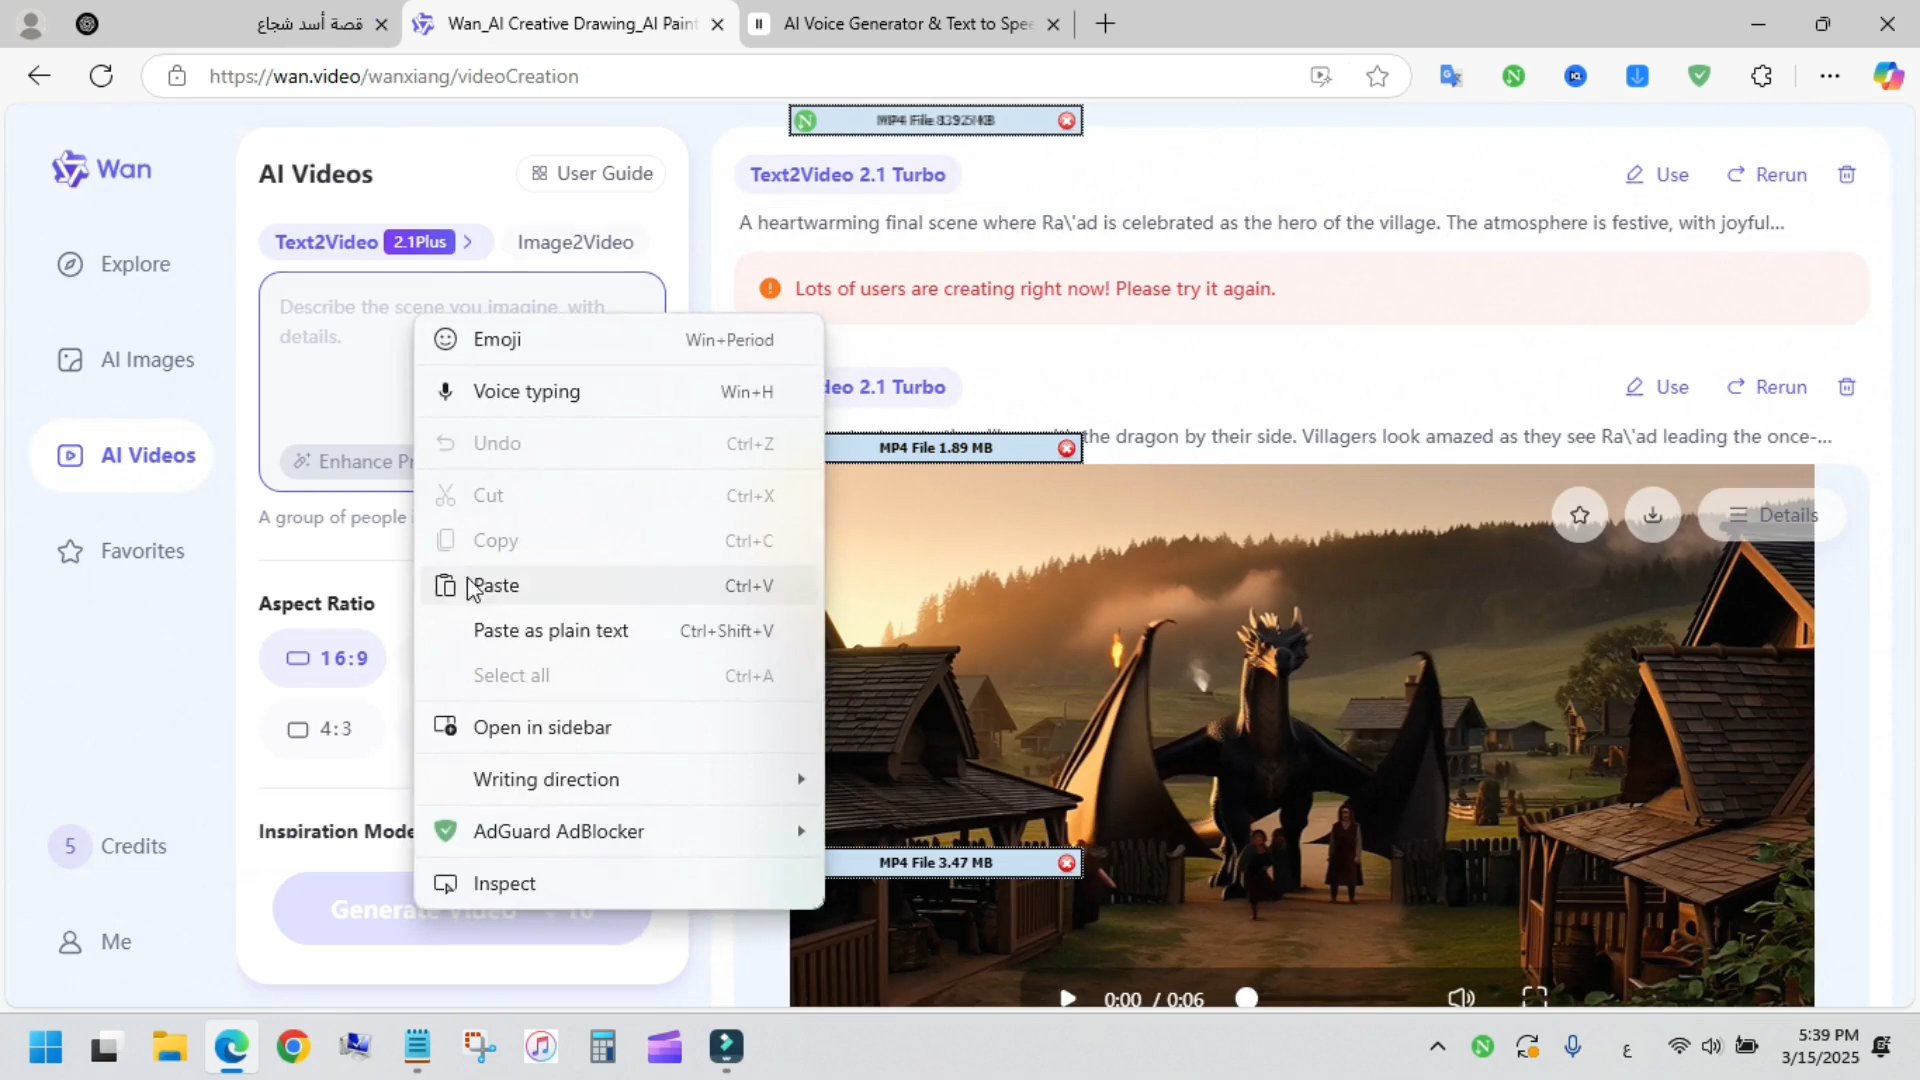 قصة أسد شجاع
Wan_AI Creative Drawing_AI Paint
AI Voice Generator & Text to Spee
https://wan.video/wanxiang/videoCreation
Wan
Explore
AI Images
AI Videos
Favorites
5 Credits
Me
AI Videos
User Guide
Text2Video 2.1Plus
Image2Video
Describe the scene you imagine, with
details.
Enhance Pr
A group of people
Aspect Ratio
16:9
4:3
Inspiration Mode
Generate Video 10
Emoji Win+Period
Voice typing Win+H
Undo Ctrl+Z
Cut Ctrl+X
Copy Ctrl+C
Paste Ctrl+V
Paste as plain text Ctrl+Shift+V
Select all Ctrl+A
Open in sidebar
Writing direction
AdGuard AdBlocker
Inspect
MP4 File
Text2Video 2.1 Turbo
Use
Rerun
A heartwarming final scene where Ra\'ad is celebrated as the hero of the village. The atmosphere is festive, with joyful...
Lots of users are creating right now! Please try it again.
deo 2.1 Turbo
Use
Rerun
the dragon by their side. Villagers look amazed as they see Ra\'ad leading the once-...
MP4 File 1.89 MB
Details
MP4 File 3.47 MB
0:00 / 0:06
ع
5:39 PM
3/15/2025